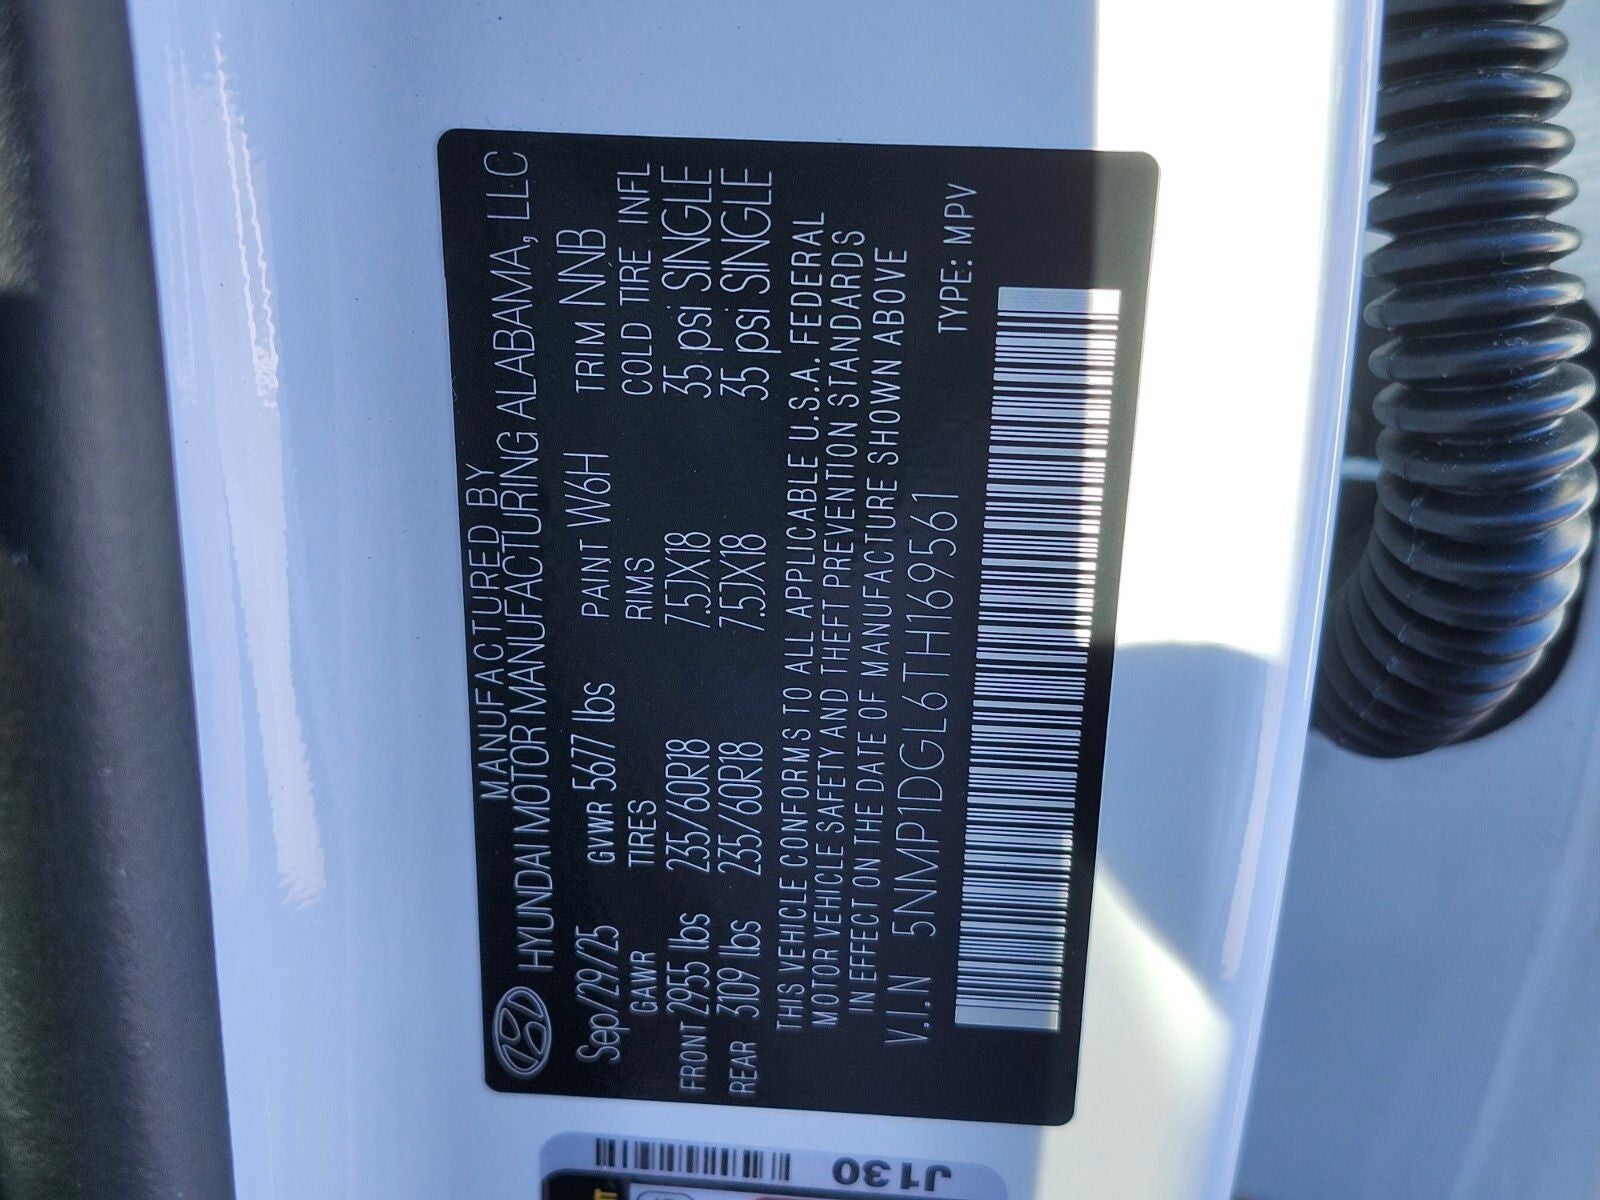 MANUFACTURED BY
HYUNDAI MOTOR MANUFACTURING ALABAMA, LLC
Sep/29/25 GVWR 5677 lbs PAINT W6H TRIM NNB
GAWR TIRES RIMS COLD TIRE INFL
FRONT 2955 lbs 235/60R18 7.5JX18 35 psi SINGLE
REAR 3109 lbs 235/60R18 7.5JX18 35 psi SINGLE
THIS VEHICLE CONFORMS TO ALL APPLICABLE U.S.A. FEDERAL
MOTOR VEHICLE SAFETY AND THEFT PREVENTION STANDARDS
IN EFFECT ON THE DATE OF MANUFACTURE SHOWN ABOVE
V.I.N 5NMP1DGL6TH169561
TYPE: MPV
J130